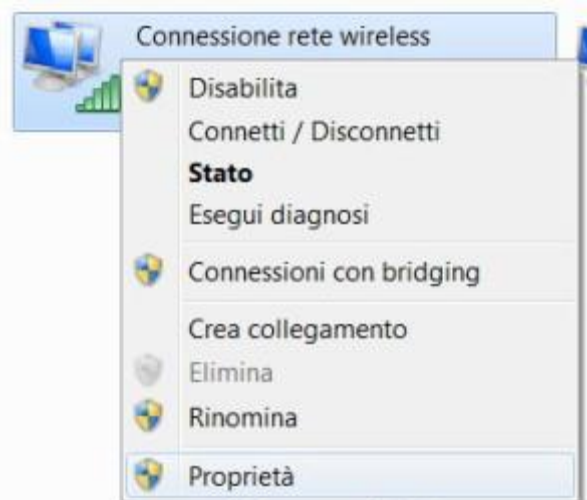 Connessione rete wireless
Disabilita
Connetti / Disconnetti
Stato
Esegui diagnosi
Connessioni con bridging
Crea collegamento
Elimina
Rinomina
Proprietà